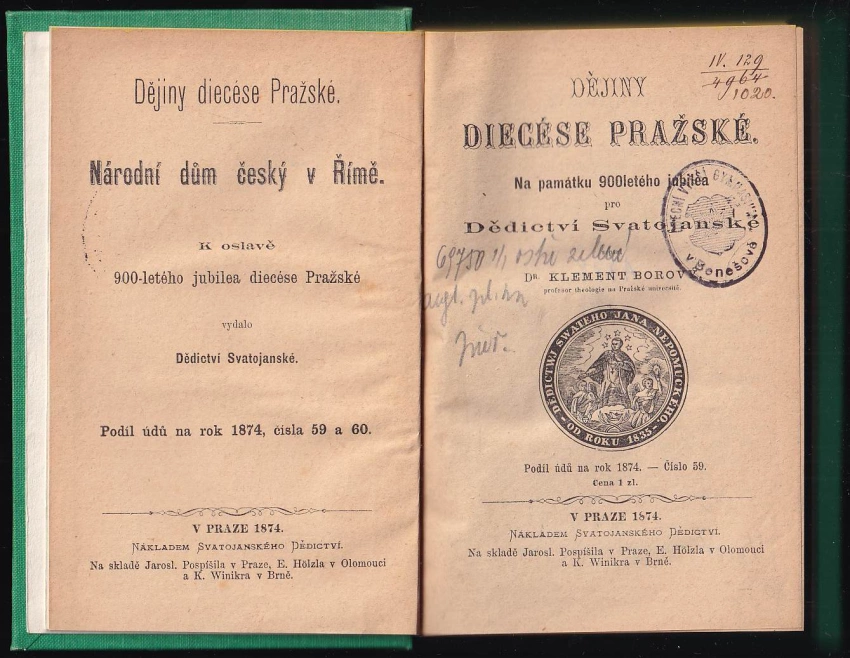 Dějiny diecése Pražské.
Národní dům český v Římě.
K oslavě
900-letého jubilea diecése Pražské
vydalo
Dědictví Svatojanské.
Podíl údů na rok 1874, čísla 59 a 60.
V PRAZE 1874.
NÁKLADEM SVATOJANSKÉHO DĚDICTVÍ.
Na skladě Jarosl. Pospíšila v Praze, E. Hölzla v Olomouci
a K. Winikra v Brně.
IV. 129
4964
1020.
DĚJINY
DIECÉSE PRAŽSKÉ.
Na památku 900letého jubilea
pro
Dědictví Svatojanské
v Benešově
69750
DR. KLEMENT BOROV
professor theologie na Pražské universitě.
DĚDICTWJ SWATEHO JANA NEPOMUCKEHO.
OD ROKU 1835
Podíl údů na rok 1874. — Číslo 59.
Cena 1 zl.
V PRAZE 1874.
NÁKLADEM SVATOJANSKÉHO DĚDICTVÍ.
Na skladě Jarosl. Pospíšila v Praze, E. Hölzla v Olomouci
a K. Winikra v Brně.